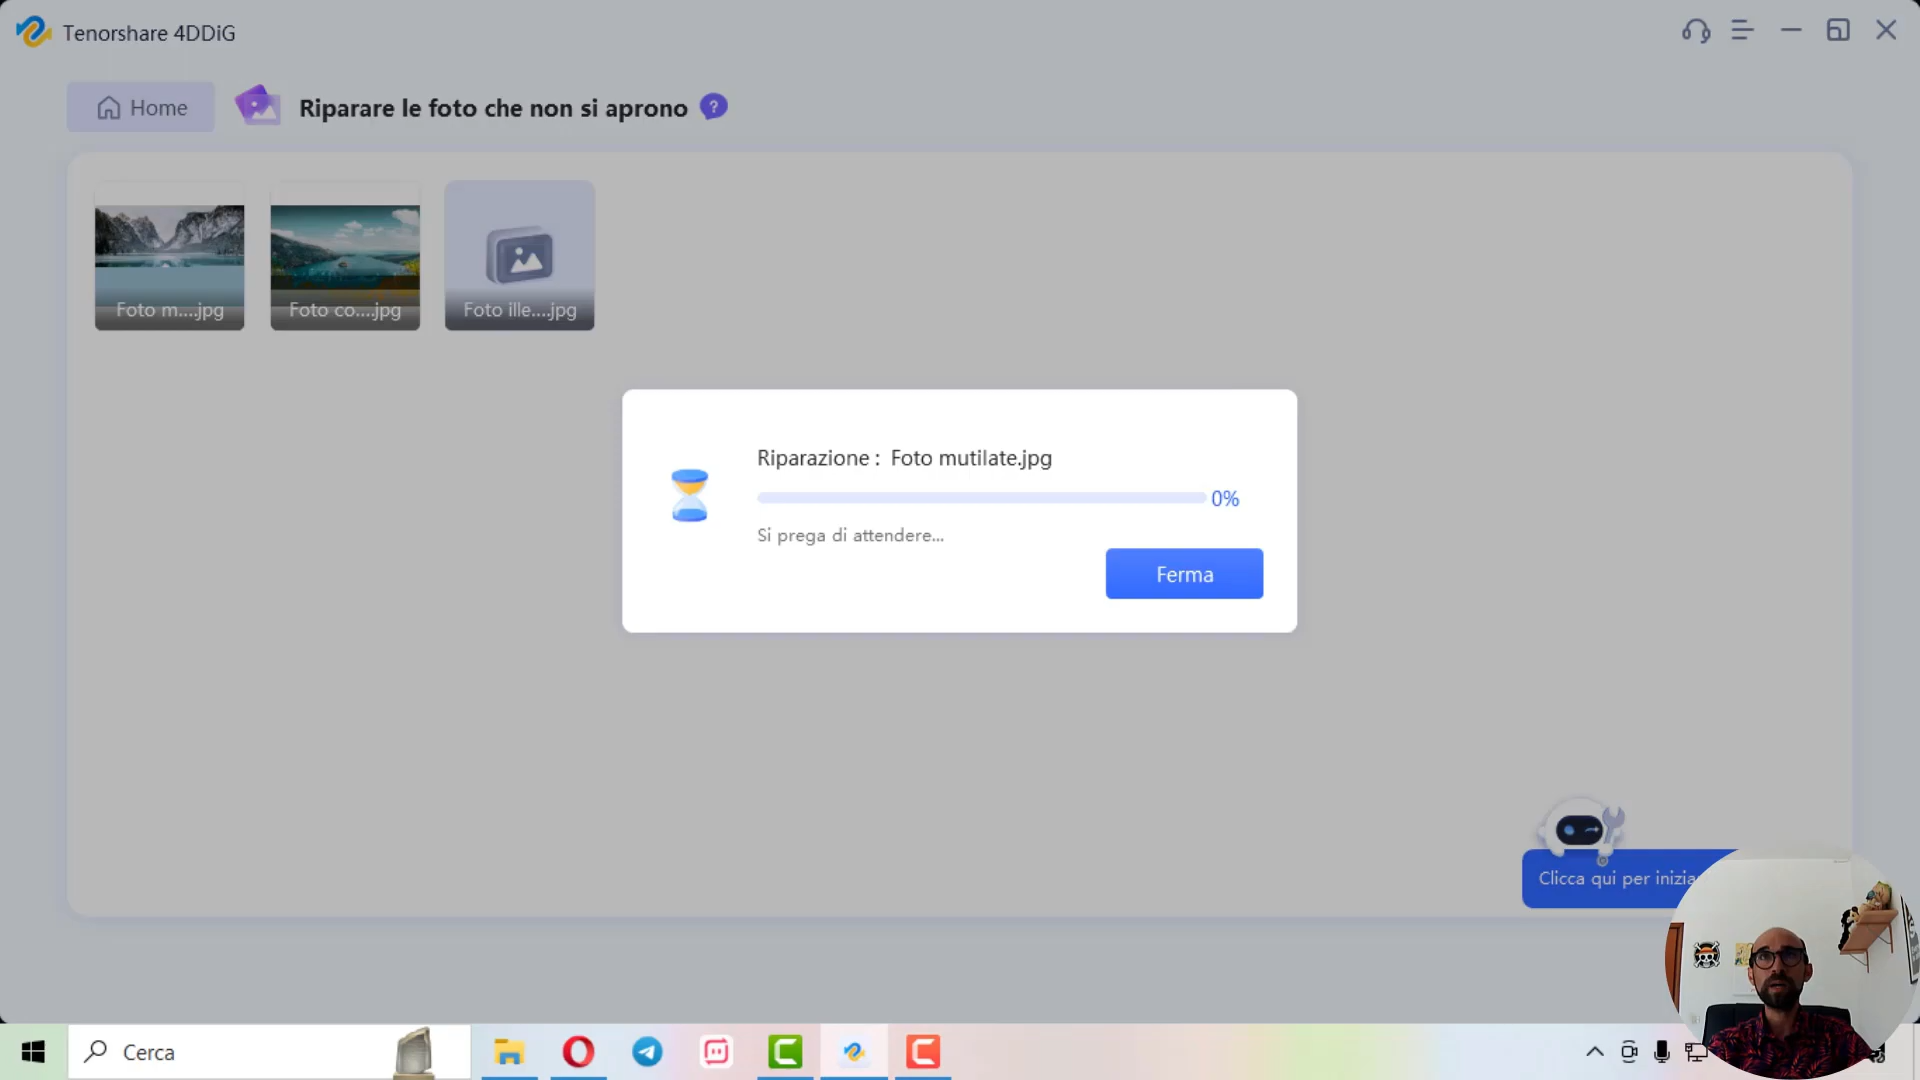 Tenorshare 4DDiG
Home
Riparare le foto che non si aprono
?
Foto m....jpg
Foto co....jpg
Foto ille....jpg
Riparazione : Foto mutilate.jpg
0%
Si prega di attendere...
Ferma
Clicca qui per inizia
Cerca